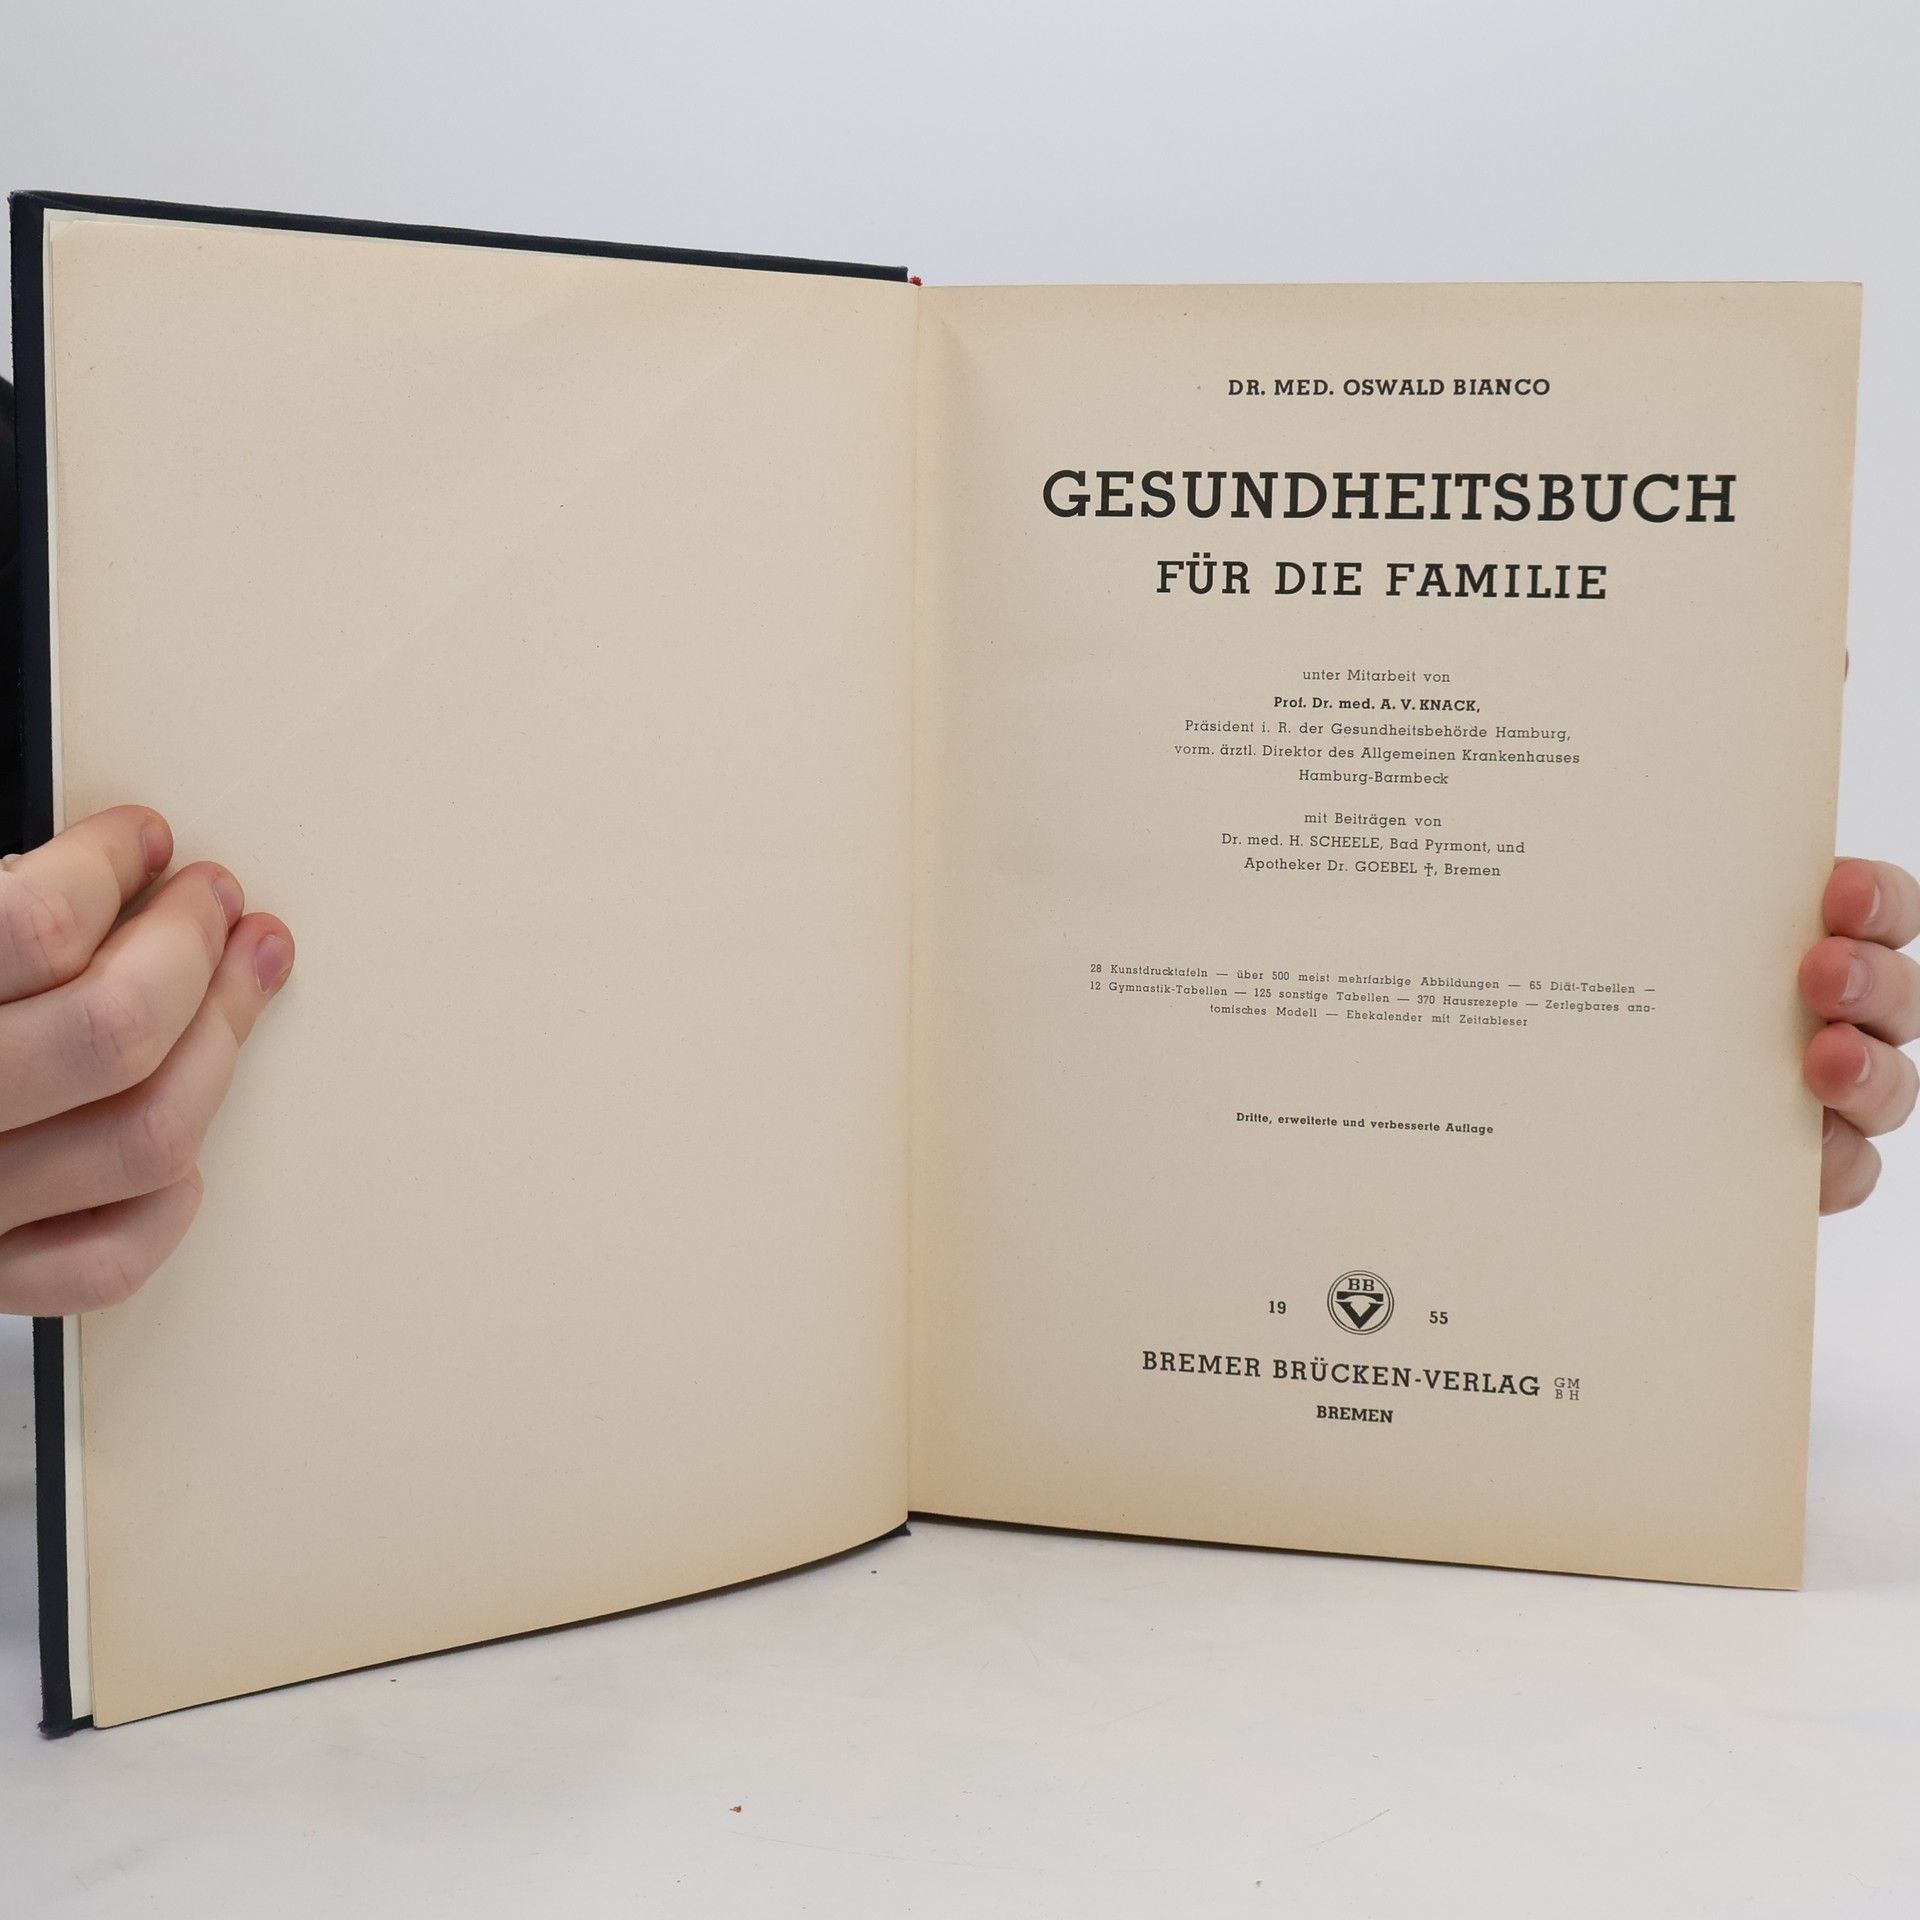 DR. MED. OSWALD BIANCO
GESUNDHEITSBUCH
FÜR DIE FAMILIE
unter Mitarbeit von
Prof. Dr. med. A. V. KNACK,
Präsident i. R. der Gesundheitsbehörde Hamburg,
vorm. ärztl. Direktor des Allgemeinen Krankenhauses
Hamburg-Barmbeck
mit Beiträgen von
Dr. med. H. SCHEELE, Bad Pyrmont, und
Apotheker Dr. GOEBEL ✝, Bremen
28 Kunstdrucktafeln — über 500 meist mehrfarbige Abbildungen — 65 Diät-Tabellen —
12 Gymnastik-Tabellen — 125 sonstige Tabellen — 370 Hausrezepte — Zerlegbares ana-
tomisches Modell — Ehekalender mit Zeitableser
Dritte, erweiterte und verbesserte Auflage
19 BB V 55
BREMER BRÜCKEN-VERLAG GM
BH
BREMEN